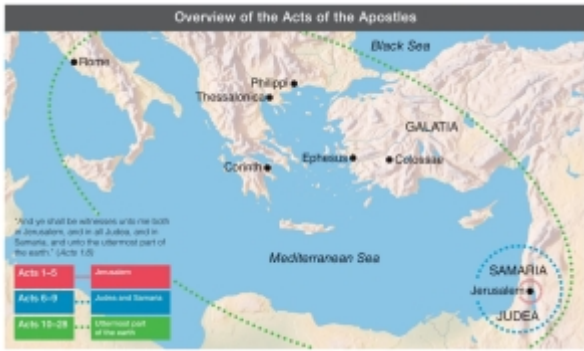 Overview of the Acts of the Apostles
Black Sea
Rome
Philippi
Thessalonica
GALATIA
Ephesus
Colossae
Corinth
"And ye shall be witnesses unto me both
in Jerusalem, and in all Judaea, and in
Samaria, and unto the uttermost part of
the earth." (Acts 1:8)
Mediterranean Sea
SAMARIA
Jerusalem
JUDEA
Acts 1–5 Jerusalem
Acts 6–9 Judea and Samaria
Acts 10–28 Uttermost part
of the earth